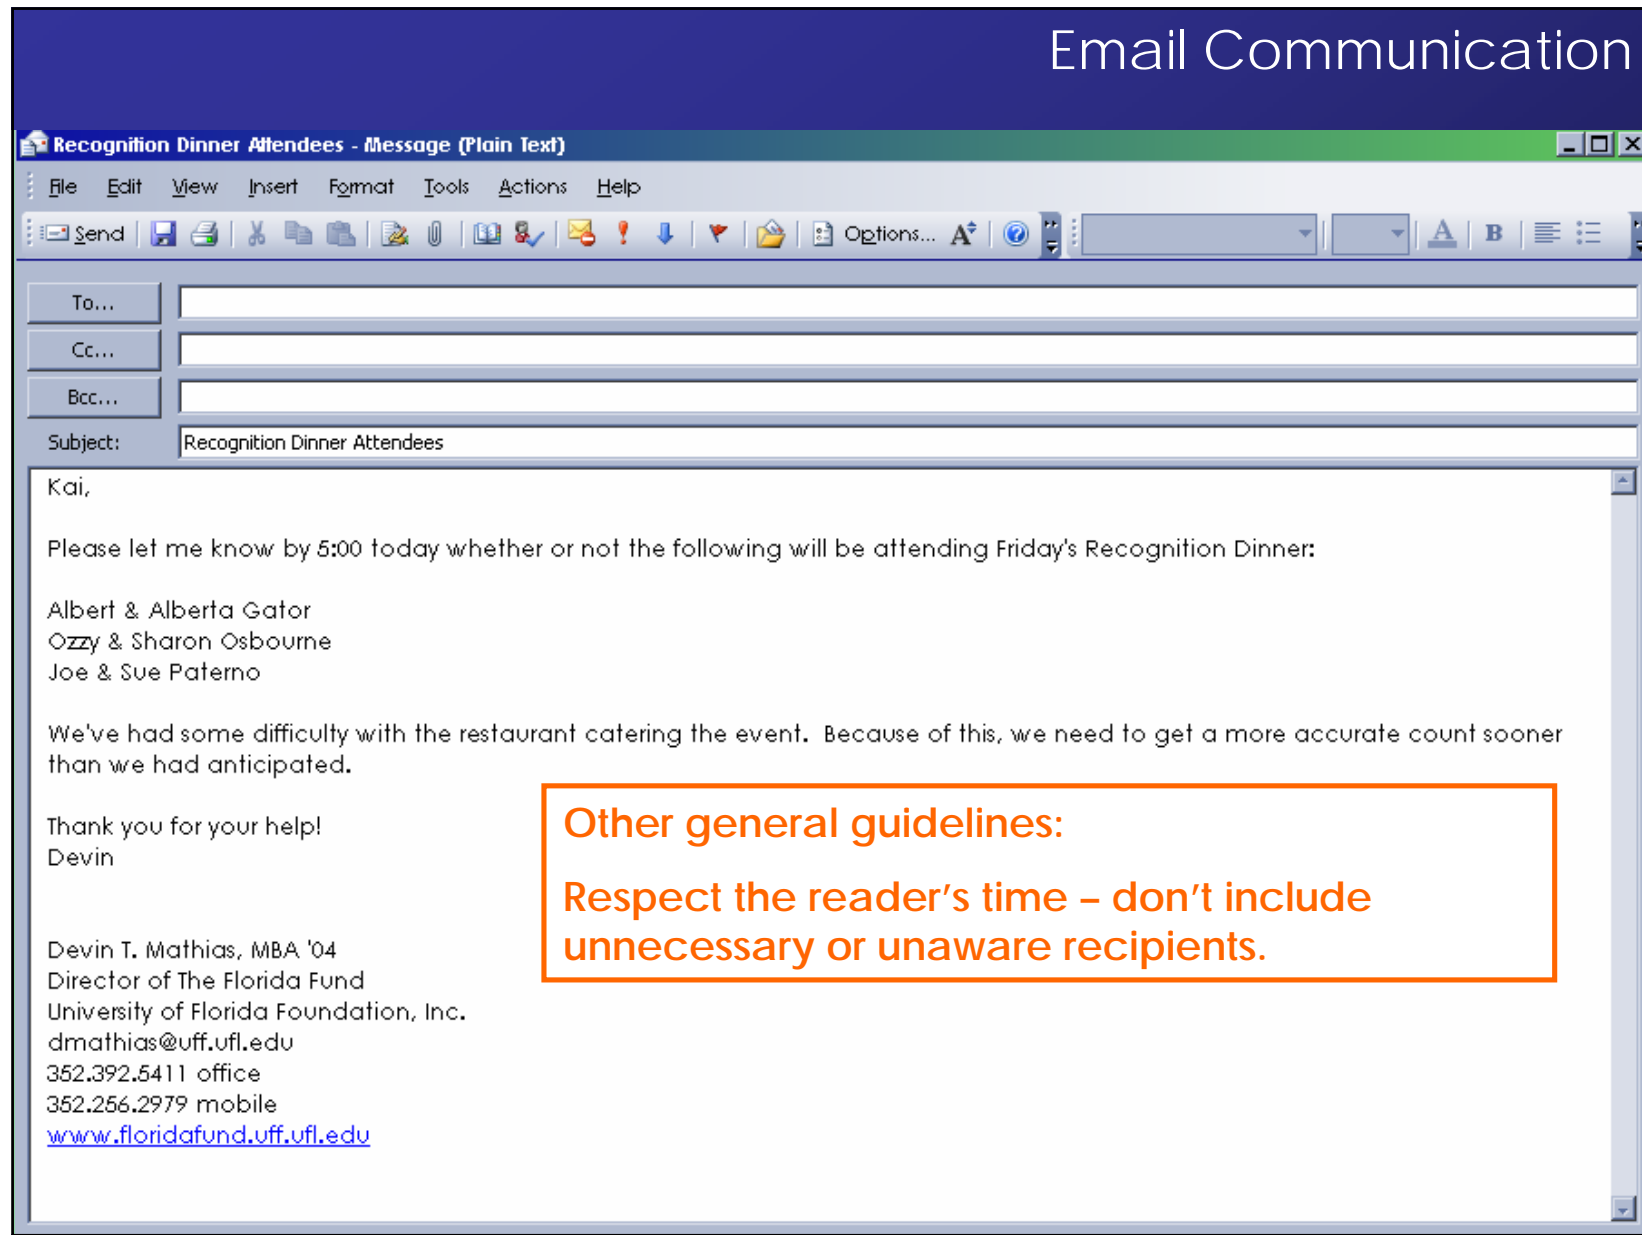 Email Communication
Recognition Dinner Attendees - Message (Plain Text)
File Edit View Insert Format Tools Actions Help
Send Options...
To...
Cc...
Bcc...
Subject: Recognition Dinner Attendees
Kai,
Please let me know by 5:00 today whether or not the following will be attending Friday's Recognition Dinner:
Albert & Alberta Gator
Ozzy & Sharon Osbourne
Joe & Sue Paterno
We've had some difficulty with the restaurant catering the event.  Because of this, we need to get a more accurate count sooner
than we had anticipated.
Thank you for your help!
Devin
Other general guidelines:
Respect the reader’s time – don’t include
unnecessary or unaware recipients.
Devin T. Mathias, MBA '04
Director of The Florida Fund
University of Florida Foundation, Inc.
dmathias@uff.ufl.edu
352.392.5411 office
352.256.2979 mobile
www.floridafund.uff.ufl.edu